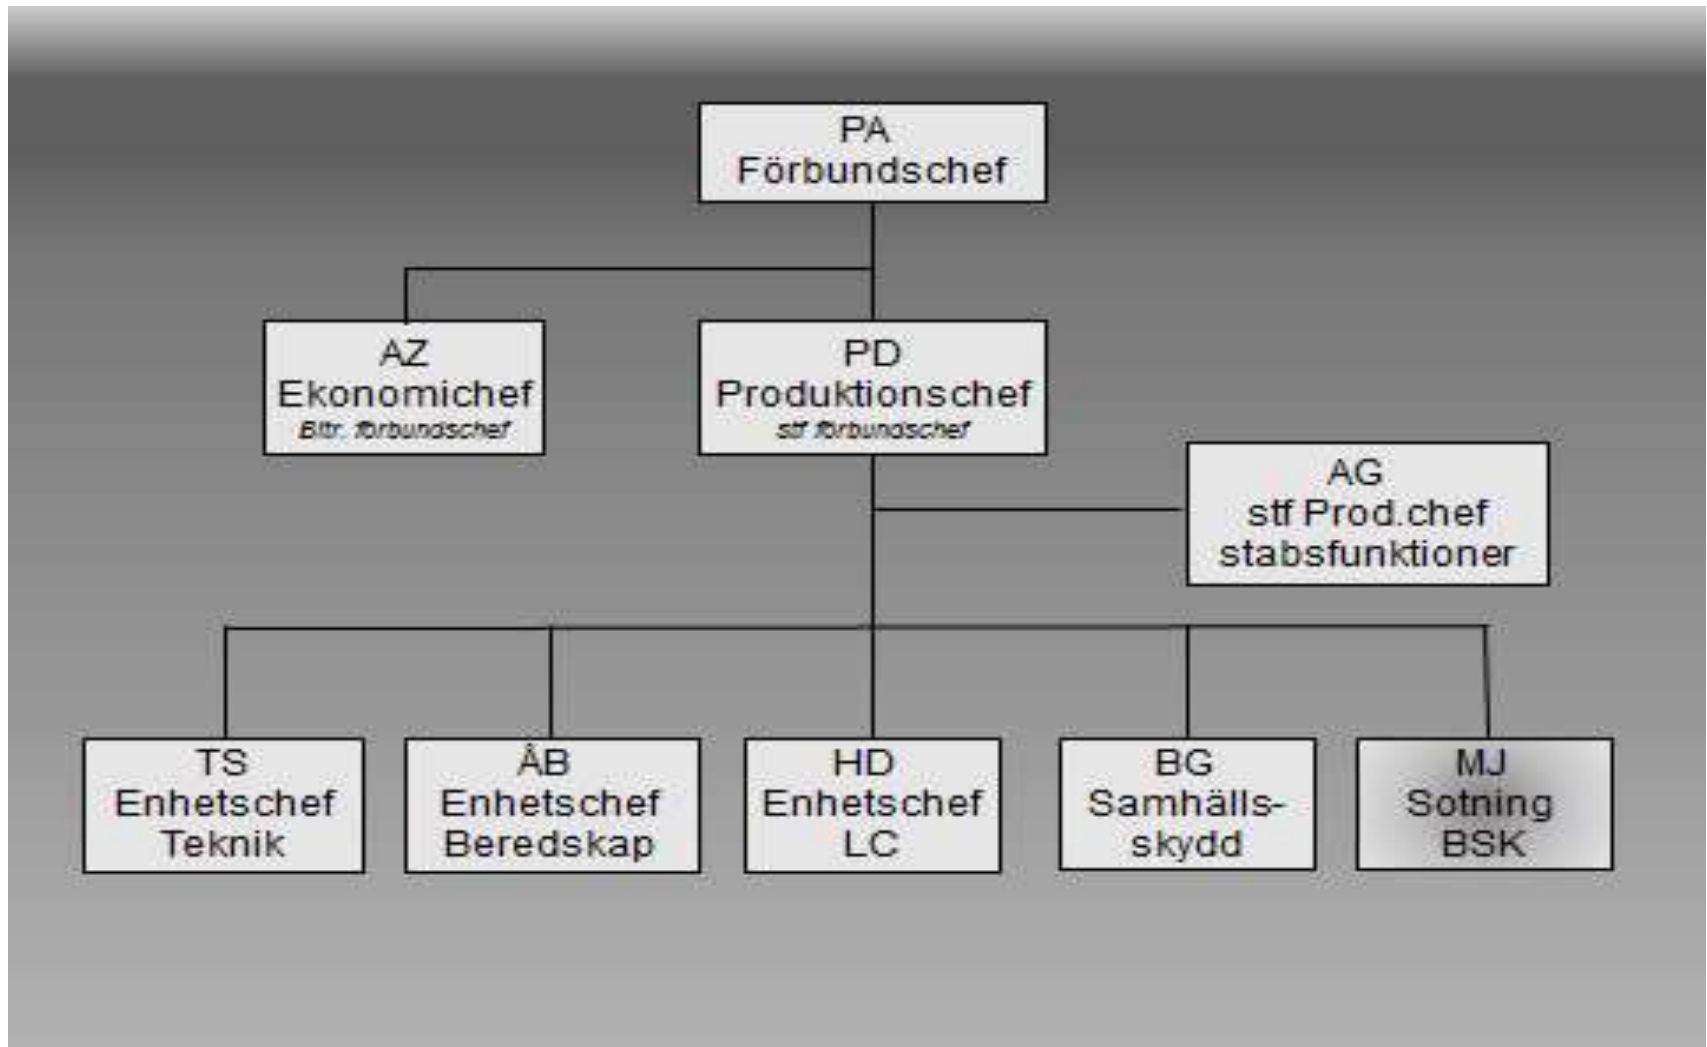 PA
Förbundschef
AZ
Ekonomichef
Bitr. förbundschef
PD
Produktionschef
stf förbundschef
AG
stf Prod.chef
stabsfunktioner
TS
Enhetschef
Teknik
ÅB
Enhetschef
Beredskap
HD
Enhetschef
LC
BG
Samhälls-
skydd
MJ
Sotning
BSK